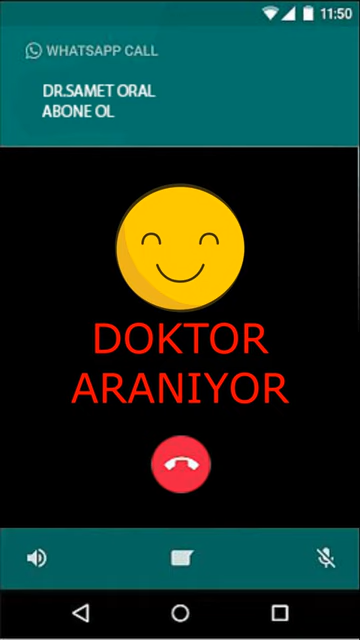 11:50
WHATSAPP CALL
DR.SAMET ORAL
ABONE OL
DOKTOR
ARANIYOR